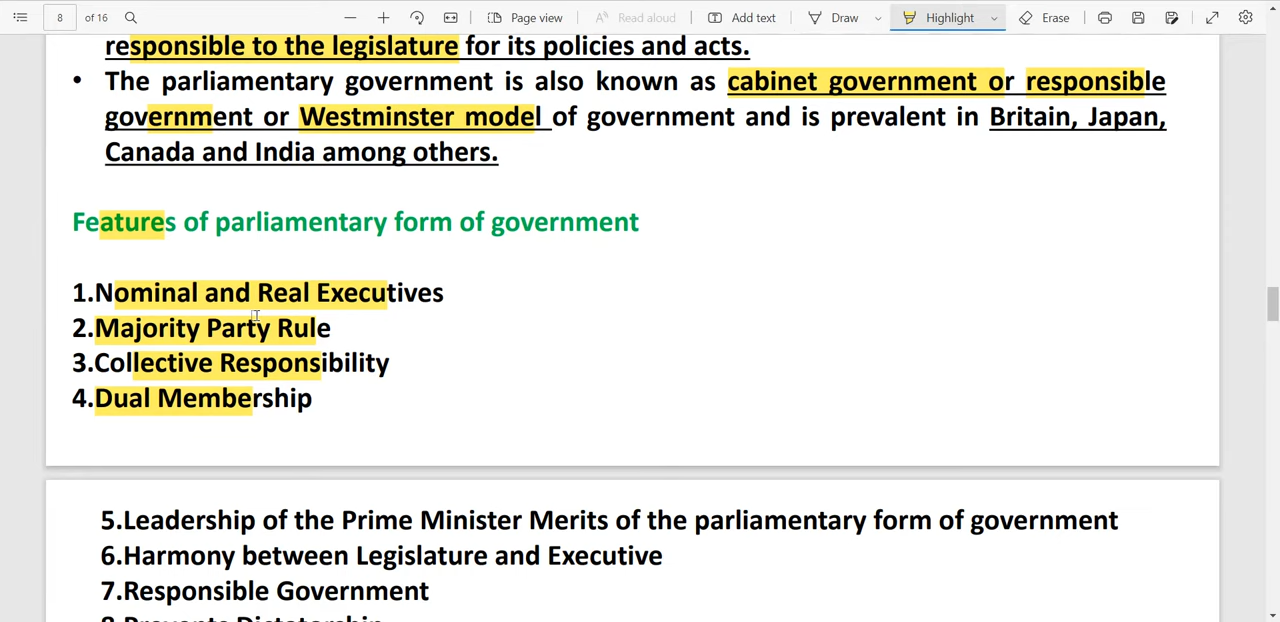 8 of 16 Page view Read aloud Add text Draw Highlight Erase
responsible to the legislature for its policies and acts.
• The parliamentary government is also known as cabinet government or responsible
government or Westminster model of government and is prevalent in Britain, Japan,
Canada and India among others.
Features of parliamentary form of government
1.Nominal and Real Executives
2.Majority Party Rule
3.Collective Responsibility
4.Dual Membership
5.Leadership of the Prime Minister Merits of the parliamentary form of government
6.Harmony between Legislature and Executive
7.Responsible Government
8.Prevents Dictatorship